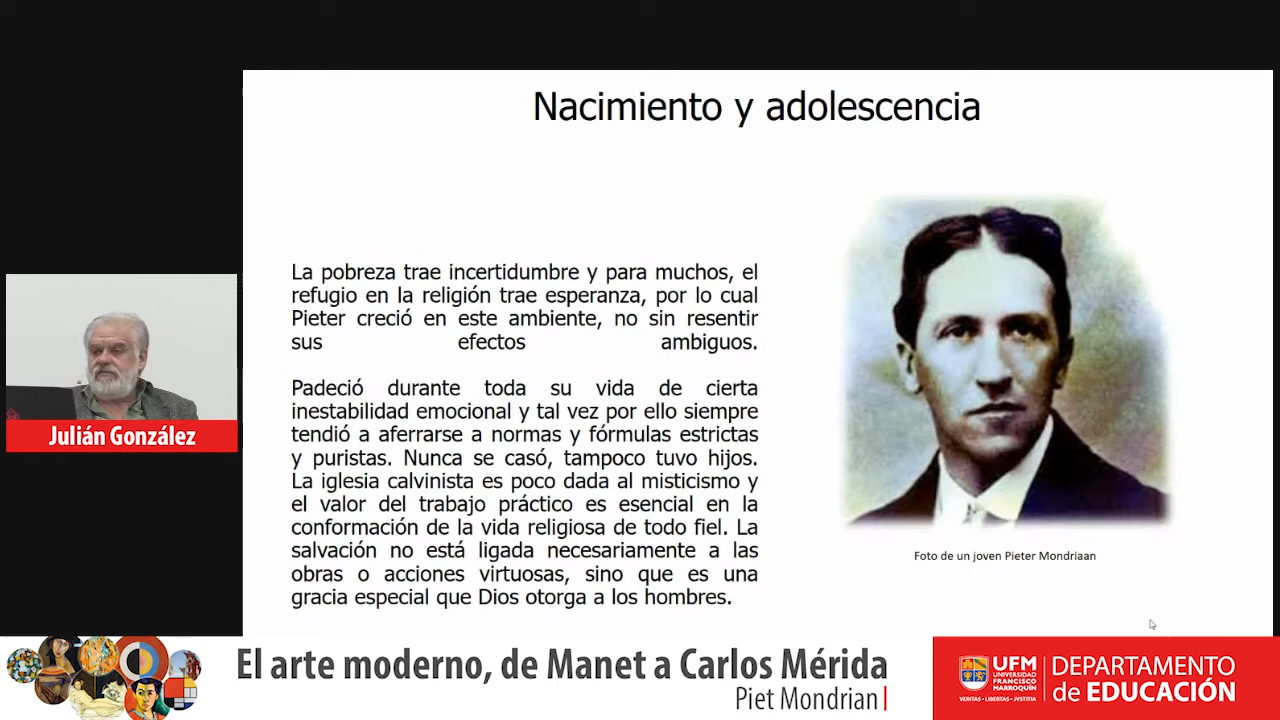 Nacimiento y adolescencia
La pobreza trae incertidumbre y para muchos, el
refugio en la religión trae esperanza, por lo cual
Pieter creció en este ambiente, no sin resentir
sus efectos ambiguos.
Padeció durante toda su vida de cierta
inestabilidad emocional y tal vez por ello siempre
tendió a aferrarse a normas y fórmulas estrictas
y puristas. Nunca se casó, tampoco tuvo hijos.
La iglesia calvinista es poco dada al misticismo y
el valor del trabajo práctico es esencial en la
conformación de la vida religiosa de todo fiel. La
salvación no está ligada necesariamente a las
obras o acciones virtuosas, sino que es una
gracia especial que Dios otorga a los hombres.
Foto de un joven Pieter Mondriaan
Julián González
El arte moderno, de Manet a Carlos Mérida
Piet Mondrian
UFM
UNIVERSIDAD
FRANCISCO
MARROQUÍN
VERITAS • LIBERTAS • JVSTITIA
DEPARTAMENTO
de EDUCACIÓN